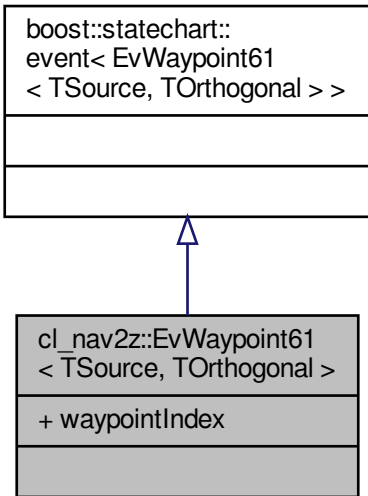 boost::statechart::
event< EvWaypoint61
< TSource, TOrthogonal > >
cl_nav2z::EvWaypoint61
< TSource, TOrthogonal >
+ waypointIndex